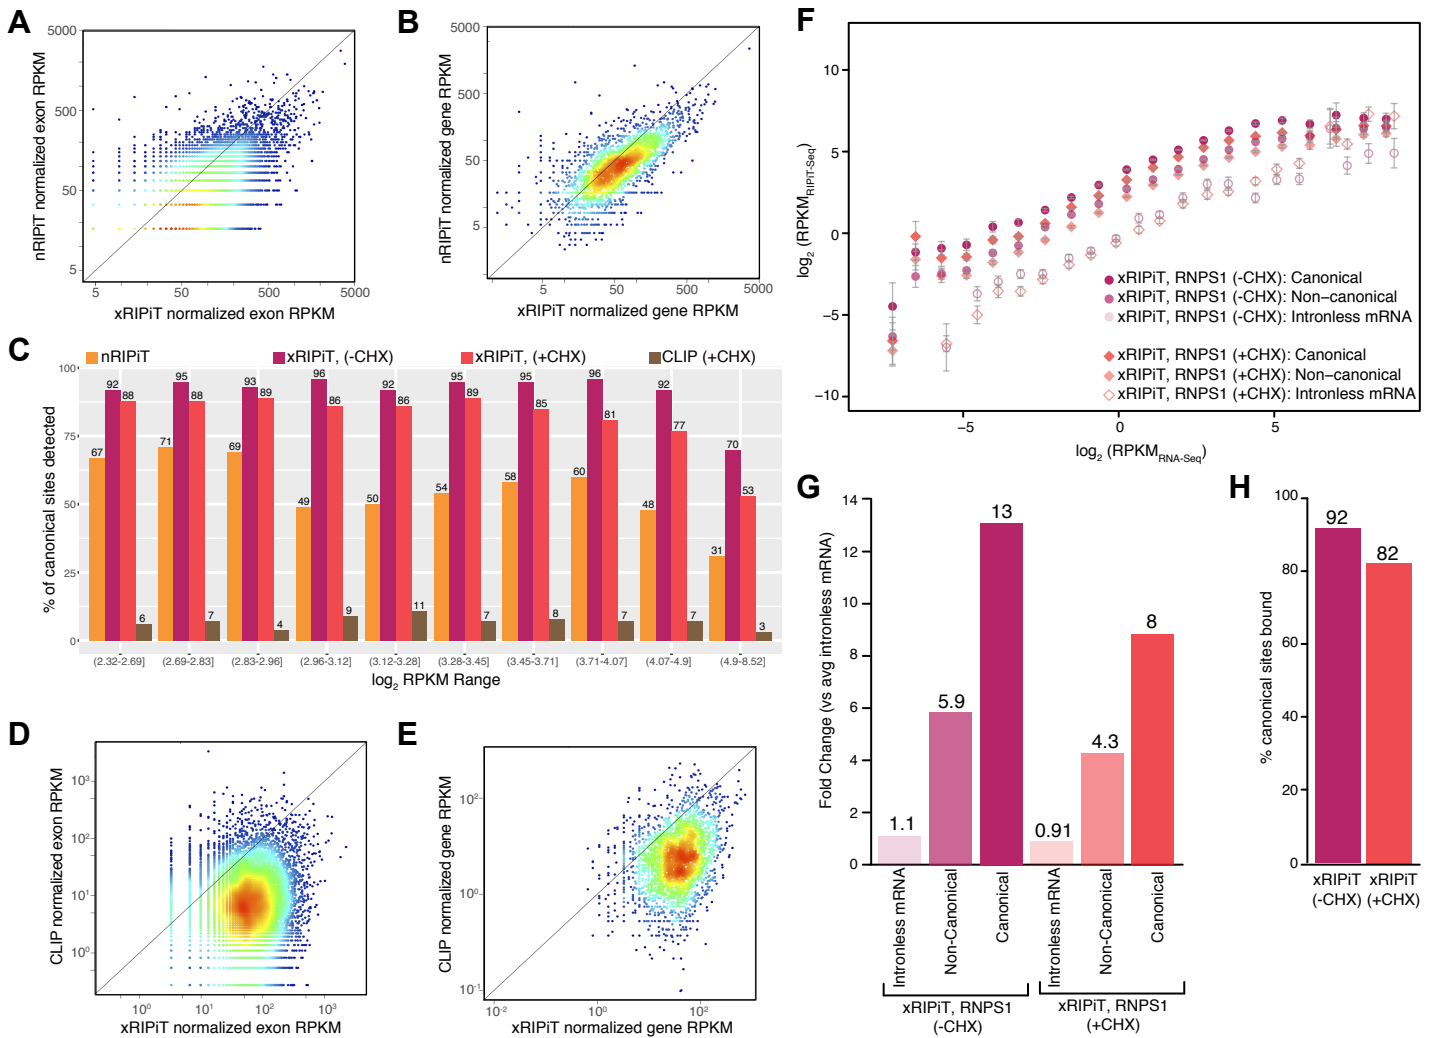 A
5000
500
50
5
nRIPiT normalized exon RPKM
5 50 500 5000
xRIPiT normalized exon RPKM
B
5000
500
50
5
nRIPiT normalized gene RPKM
5 50 500 5000
xRIPiT normalized gene RPKM
C
nRIPiT xRIPiT, (-CHX) xRIPiT, (+CHX) CLIP (+CHX)
100
75
50
25
0
% of canonical sites detected
67 92 88 6
71 95 88 7
69 93 89 4
49 96 86 9
50 92 86 11
54 95 89 7
58 95 85 8
60 96 81 7
48 92 77 7
31 70 53 3
(2.32-2.69] (2.69-2.83] (2.83-2.96] (2.96-3.12] (3.12-3.28] (3.28-3.45] (3.45-3.71] (3.71-4.07] (4.07-4.9] (4.9-8.52]
log2 RPKM Range
D
10³
10²
10¹
10⁰
CLIP normalized exon RPKM
10⁰ 10¹ 10² 10³
xRIPiT normalized exon RPKM
E
10²
10⁰
10⁻¹
CLIP normalized gene RPKM
10⁻² 10⁰ 10²
xRIPiT normalized gene RPKM
F
10
5
0
−5
−10
log2 (RPKMRIPiT-Seq)
xRIPiT, RNPS1 (-CHX): Canonical
xRIPiT, RNPS1 (-CHX): Non−canonical
xRIPiT, RNPS1 (-CHX): Intronless mRNA
xRIPiT, RNPS1 (+CHX): Canonical
xRIPiT, RNPS1 (+CHX): Non−canonical
xRIPiT, RNPS1 (+CHX): Intronless mRNA
−5 0 5
log2 (RPKMRNA-Seq)
G
14
12
10
8
6
4
2
0
Fold Change (vs avg intronless mRNA)
1.1 5.9 13 0.91 4.3 8
Intronless mRNA
Non-Canonical
Canonical
Intronless mRNA
Non-Canonical
Canonical
xRIPiT, RNPS1
(-CHX)
xRIPiT, RNPS1
(+CHX)
H
100
80
60
40
20
0
% canonical sites bound
92 82
xRIPiT xRIPiT
(-CHX) (+CHX)